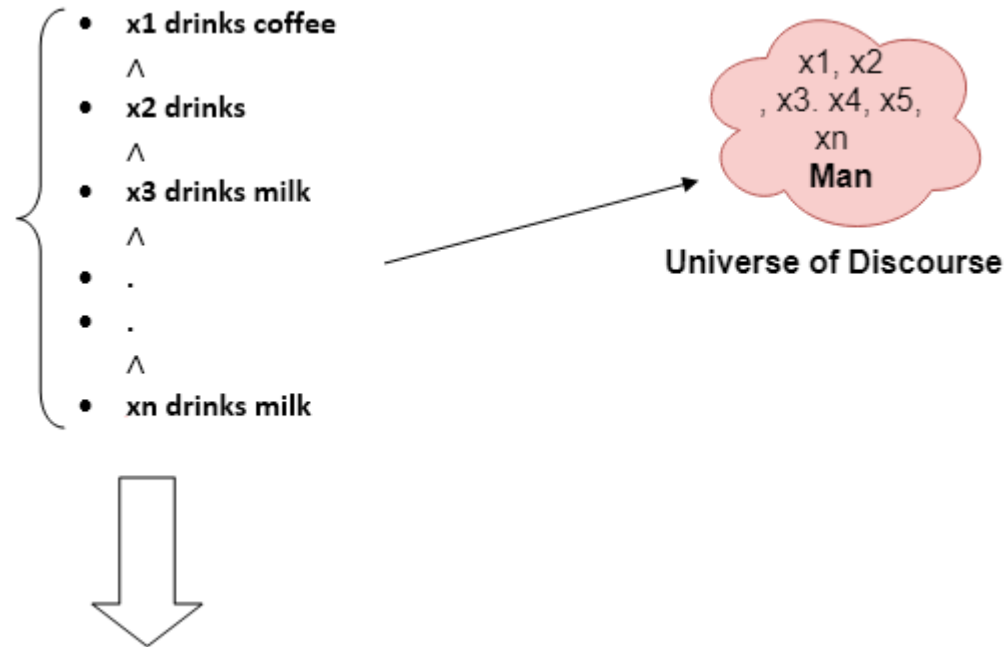 • x1 drinks coffee
∧
• x2 drinks
∧
• x3 drinks milk
∧
• .
• .
∧
• xn drinks milk
x1, x2
, x3. x4, x5,
xn
Man
Universe of Discourse